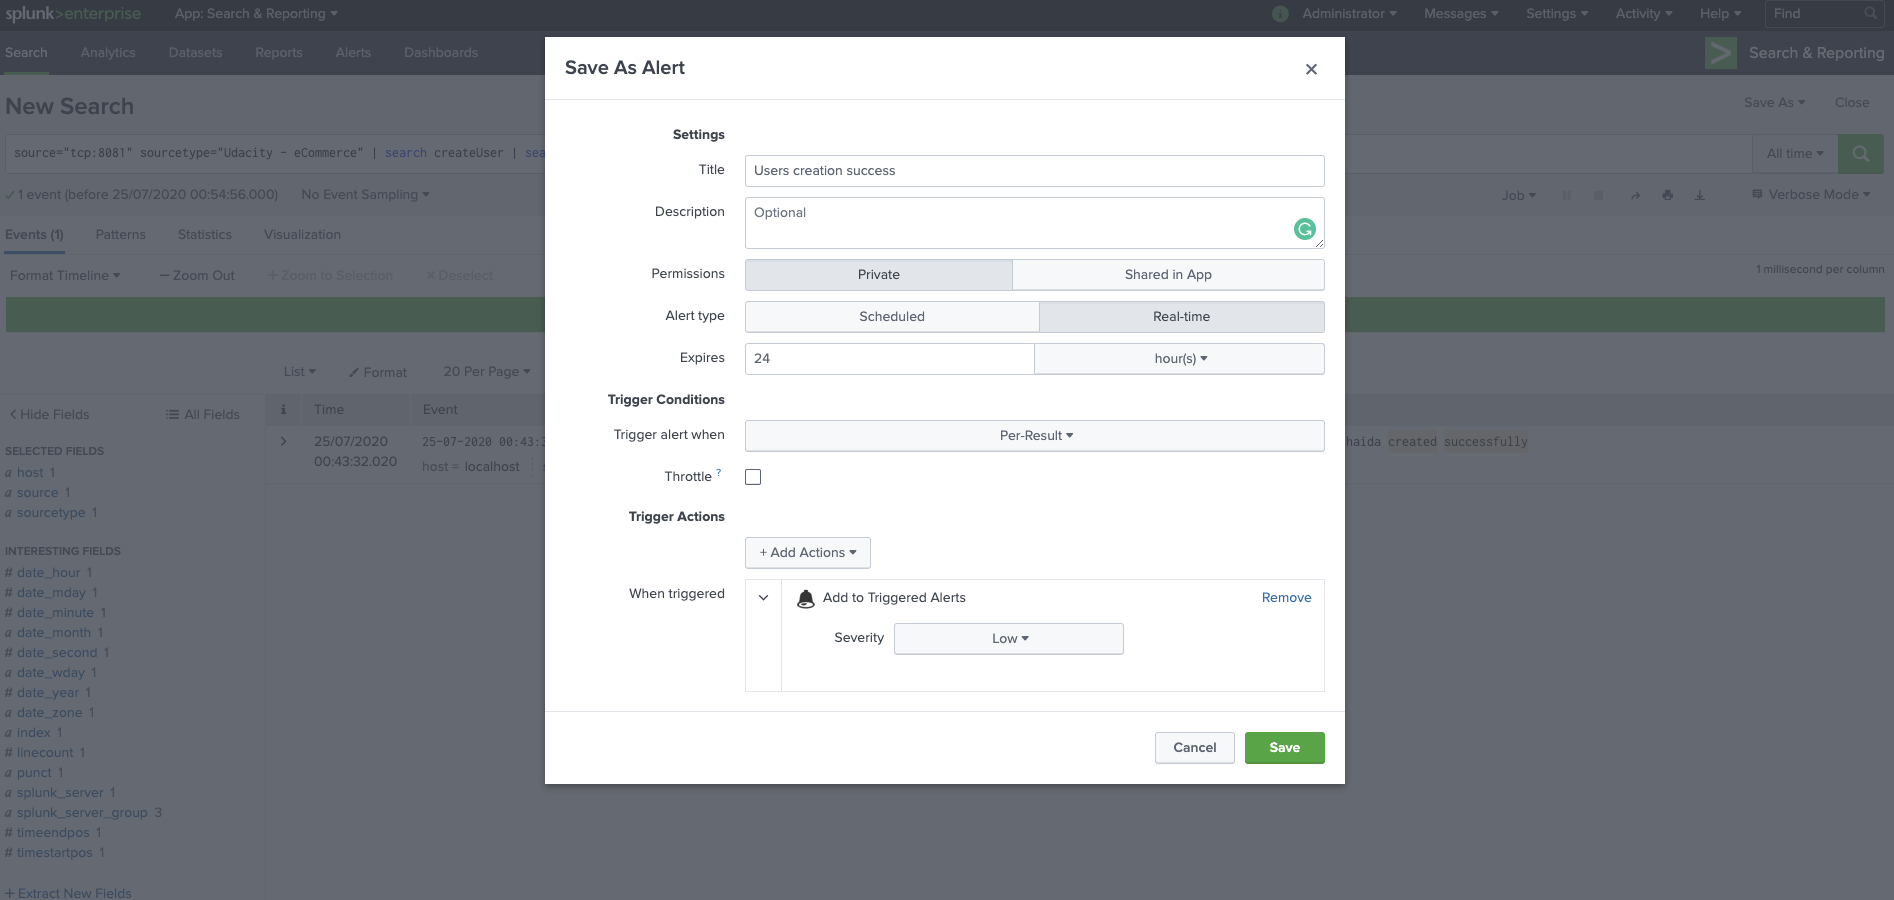 splunk>enterprise App: Search & Reporting i Administrator Messages Settings Activity Help Find
Search Analytics Datasets Reports Alerts Dashboards Search & Reporting
New Search Save As Close
source="tcp:8081" sourcetype="Udacity - eCommerce" | search createUser | sea All time
1 event (before 25/07/2020 00:54:56.000) No Event Sampling Job Verbose Mode
Events (1) Patterns Statistics Visualization
Format Timeline — Zoom Out + Zoom to Selection × Deselect 1 millisecond per column
List Format 20 Per Page
< Hide Fields All Fields i Time Event
SELECTED FIELDS
a host 1
a source 1
a sourcetype 1
INTERESTING FIELDS
# date_hour 1
# date_mday 1
# date_minute 1
a date_month 1
# date_second 1
a date_wday 1
# date_year 1
a date_zone 1
a index 1
# linecount 1
a punct 1
a splunk_server 1
a splunk_server_group 3
# timeendpos 1
# timestartpos 1
+ Extract New Fields
> 25/07/2020 25-07-2020 00:43:3 haida created successfully
00:43:32.020 host = localhost s
Save As Alert ×
Settings
Title Users creation success
Description Optional
Permissions Private Shared in App
Alert type Scheduled Real-time
Expires 24 hour(s)
Trigger Conditions
Trigger alert when Per-Result
Throttle ?
Trigger Actions
+ Add Actions
When triggered Add to Triggered Alerts Remove
Severity Low
Cancel Save